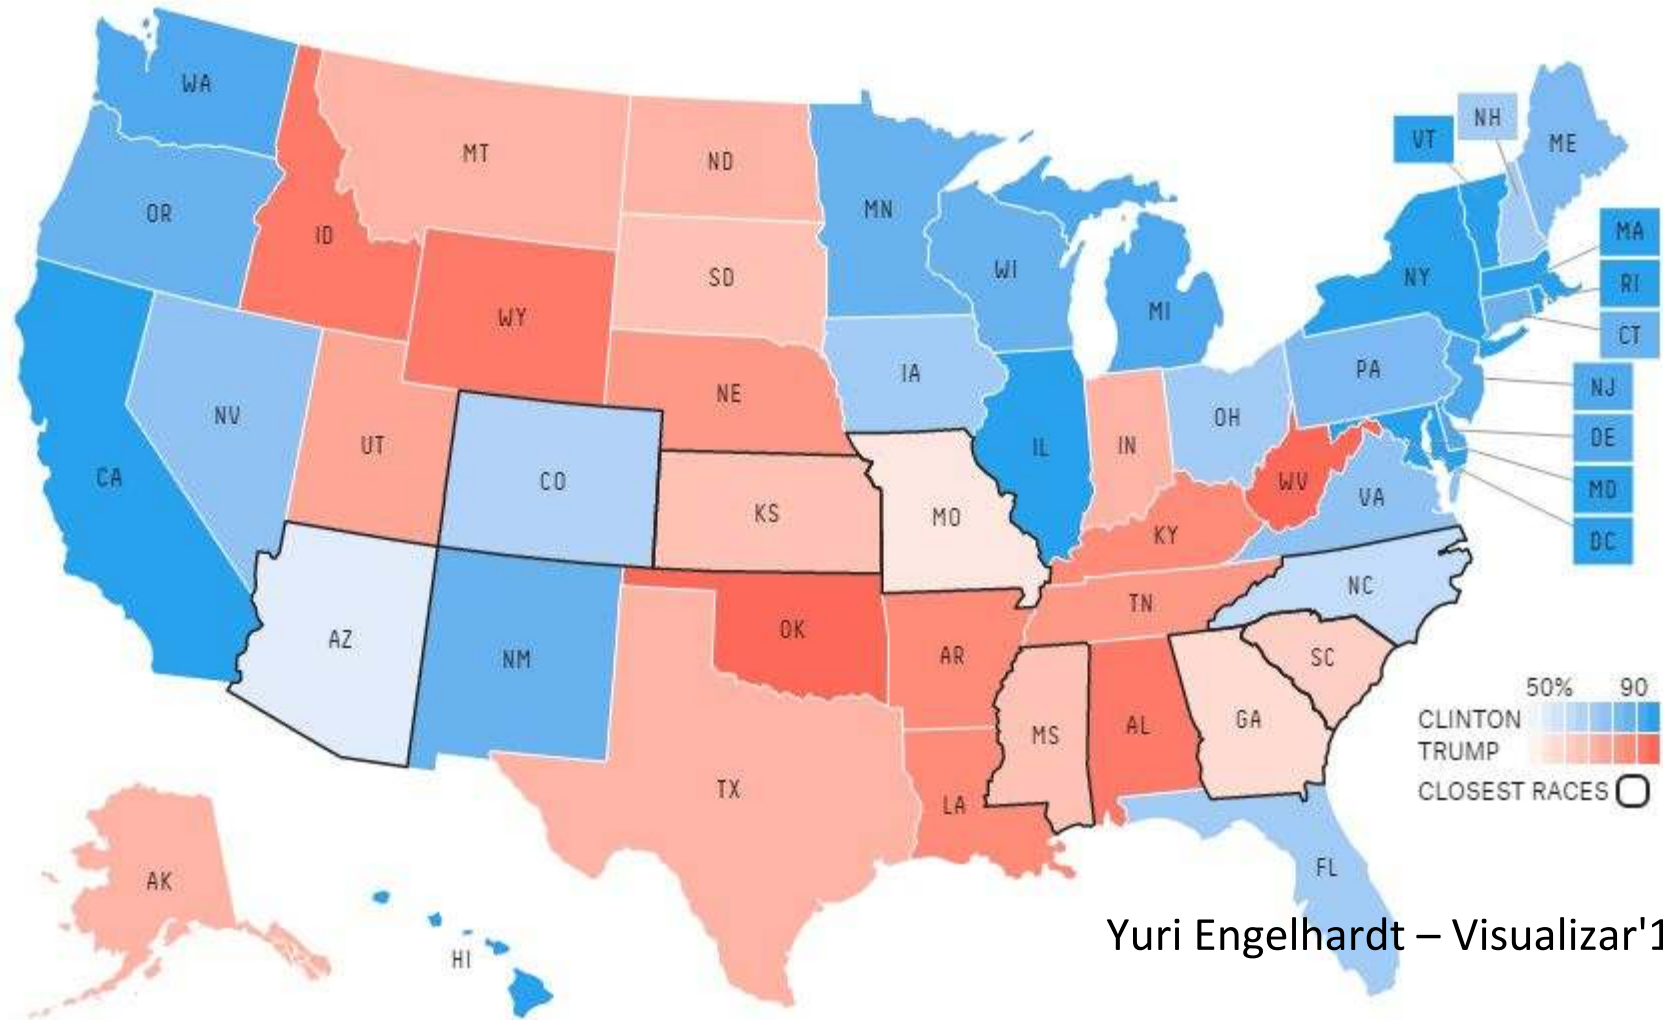 WA
MT
ND
OR
ID
MN
SD
WI
WY
MI
NY
VT
NH
ME
MA
RI
CT
NJ
DE
MD
DC
NV
UT
NE
IA
PA
OH
IN
IL
CA
CO
KS
MO
KY
WV
VA
AZ
NM
OK
AR
TN
NC
SC
MS
AL
GA
TX
LA
FL
AK
HI
50% 90
CLINTON
TRUMP
CLOSEST RACES
Yuri Engelhardt – Visualizar'1